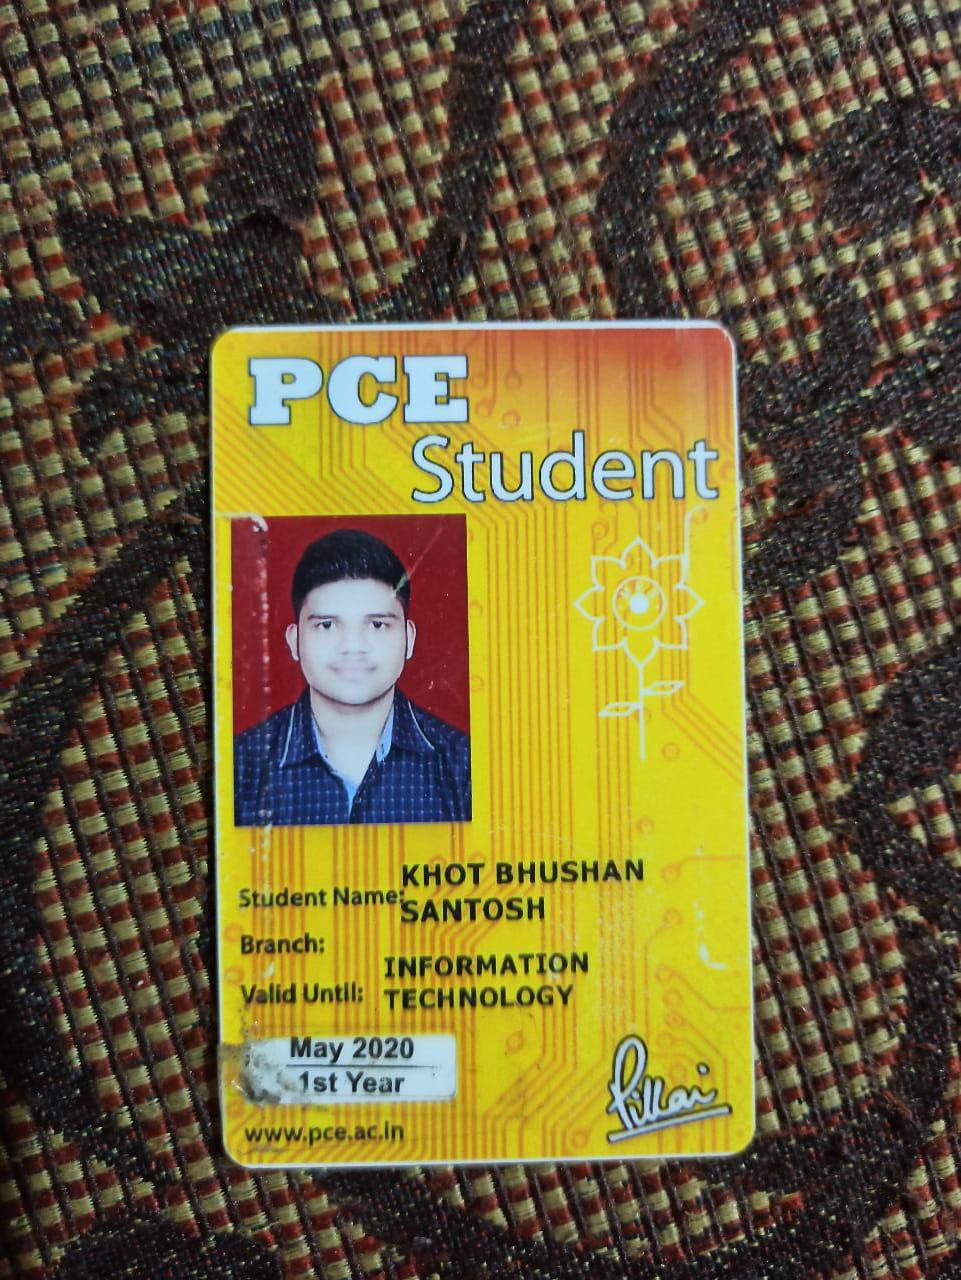 PCE
Student
Student Name: KHOT BHUSHAN
SANTOSH
Branch: INFORMATION
Valid Until: TECHNOLOGY
May 2020
1st Year
www.pce.ac.in
Pillai